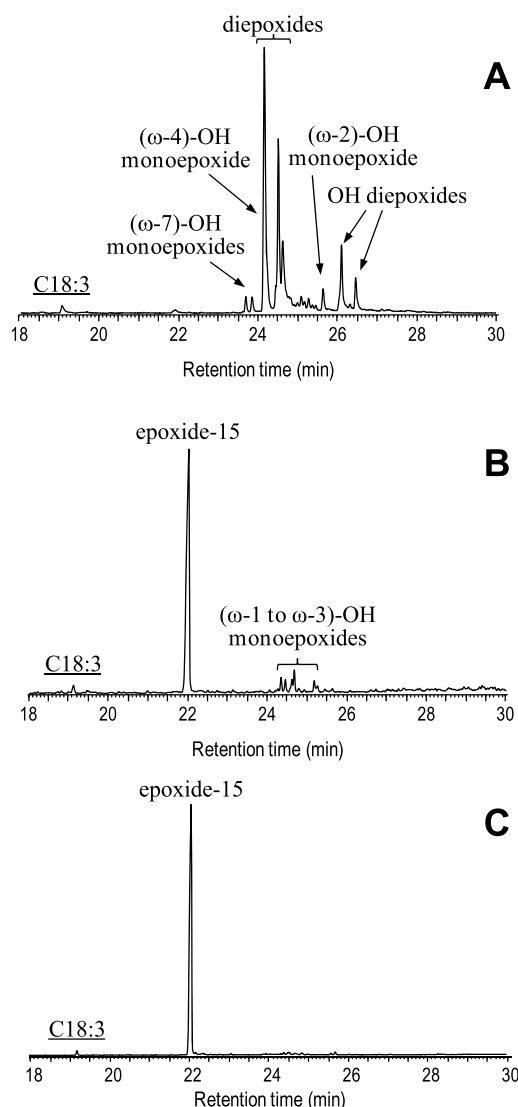 diepoxides
A
(ω-4)-OH
monoepoxide
(ω-2)-OH
monoepoxide
OH diepoxides
(ω-7)-OH
monoepoxides
C18:3
18 20 22 24 26 28 30
Retention time (min)
epoxide-15
B
(ω-1 to ω-3)-OH
monoepoxides
C18:3
18 20 22 24 26 28 30
Retention time (min)
epoxide-15
C
C18:3
18 20 22 24 26 28 30
Retention time (min)